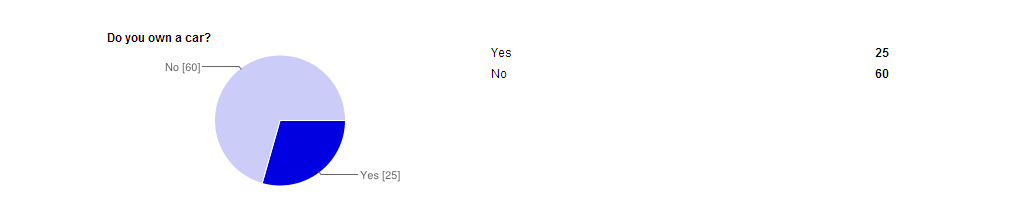 Do you own a car?
No [60]
Yes [25]
Yes 25
No 60